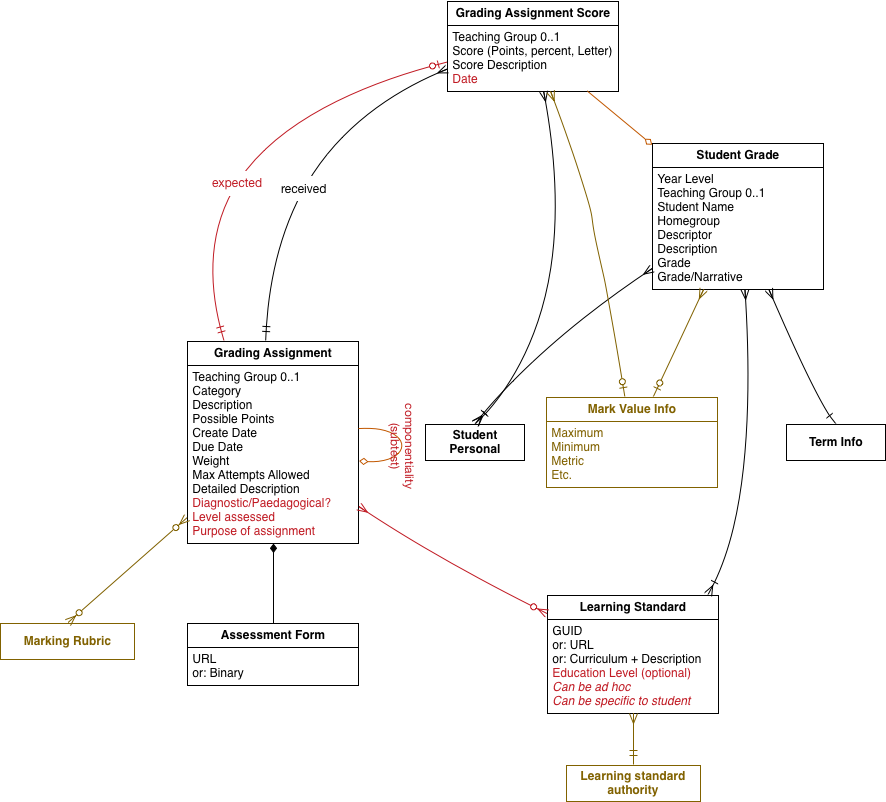 Grading Assignment Score
Teaching Group 0..1
Score (Points, percent, Letter)
Score Description
Date
Student Grade
Year Level
Teaching Group 0..1
Student Name
Homegroup
Descriptor
Description
Grade
Grade/Narrative
expected
received
Grading Assignment
Teaching Group 0..1
Category
Description
Possible Points
Create Date
Due Date
Weight
Max Attempts Allowed
Detailed Description
Diagnostic/Paedagogical?
Level assessed
Purpose of assignment
componentiality
(subtest)
Student
Personal
Mark Value Info
Maximum
Minimum
Metric
Etc.
Term Info
Marking Rubric
Assessment Form
URL
or: Binary
Learning Standard
GUID
or: URL
or: Curriculum + Description
Education Level (optional)
Can be ad hoc
Can be specific to student
Learning standard
authority